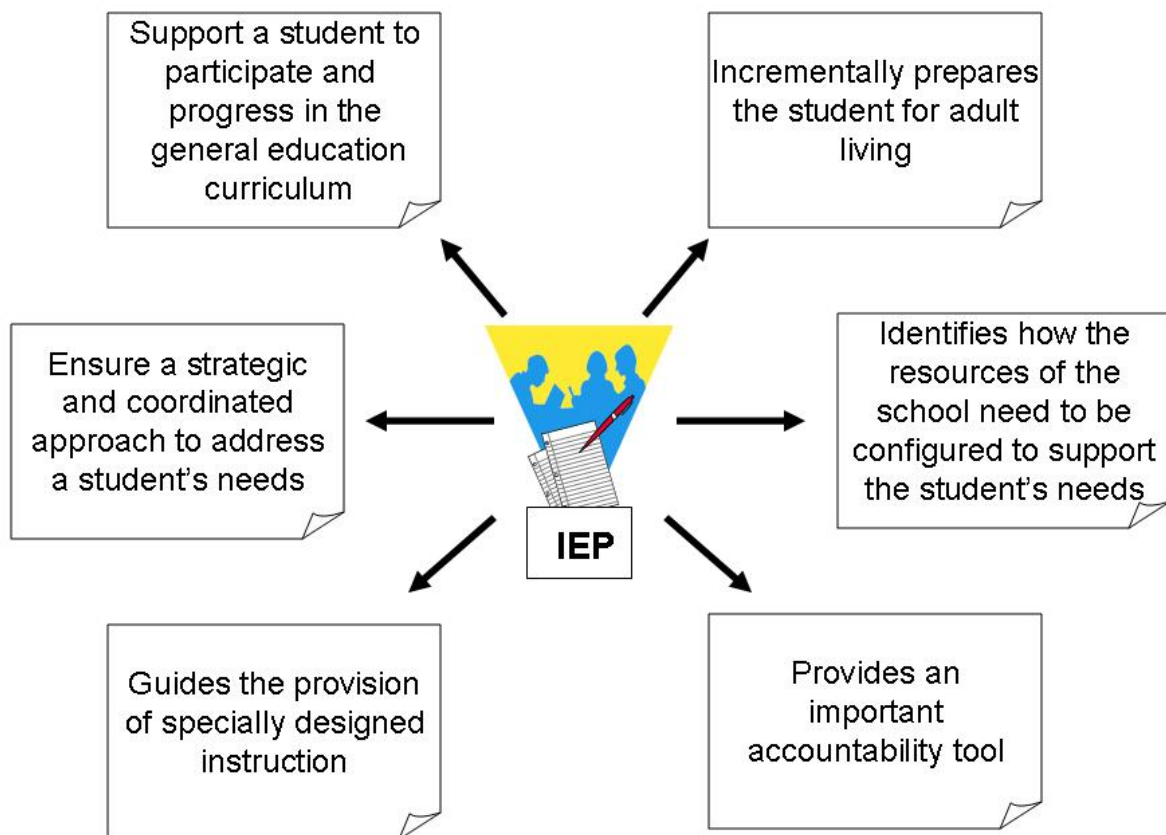 Support a student to
participate and
progress in the
general education
curriculum
Incrementally prepares
the student for adult
living
Ensure a strategic
and coordinated
approach to address
a student's needs
Identifies how the
resources of the
school need to be
configured to support
the student's needs
IEP
Guides the provision
of specially designed
instruction
Provides an
important
accountability tool